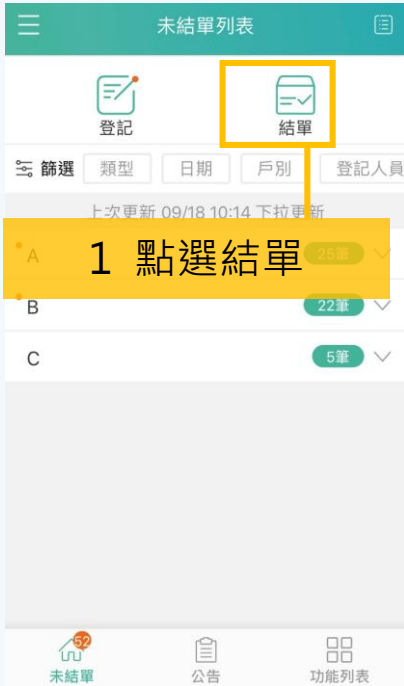 未結單列表
登記 結單
篩選 類型 日期 戶別 登記人員
上次更新 09/18 10:14 下拉更新
1 點選結單
A 25筆
B 22筆
C 5筆
52
未結單 公告 功能列表